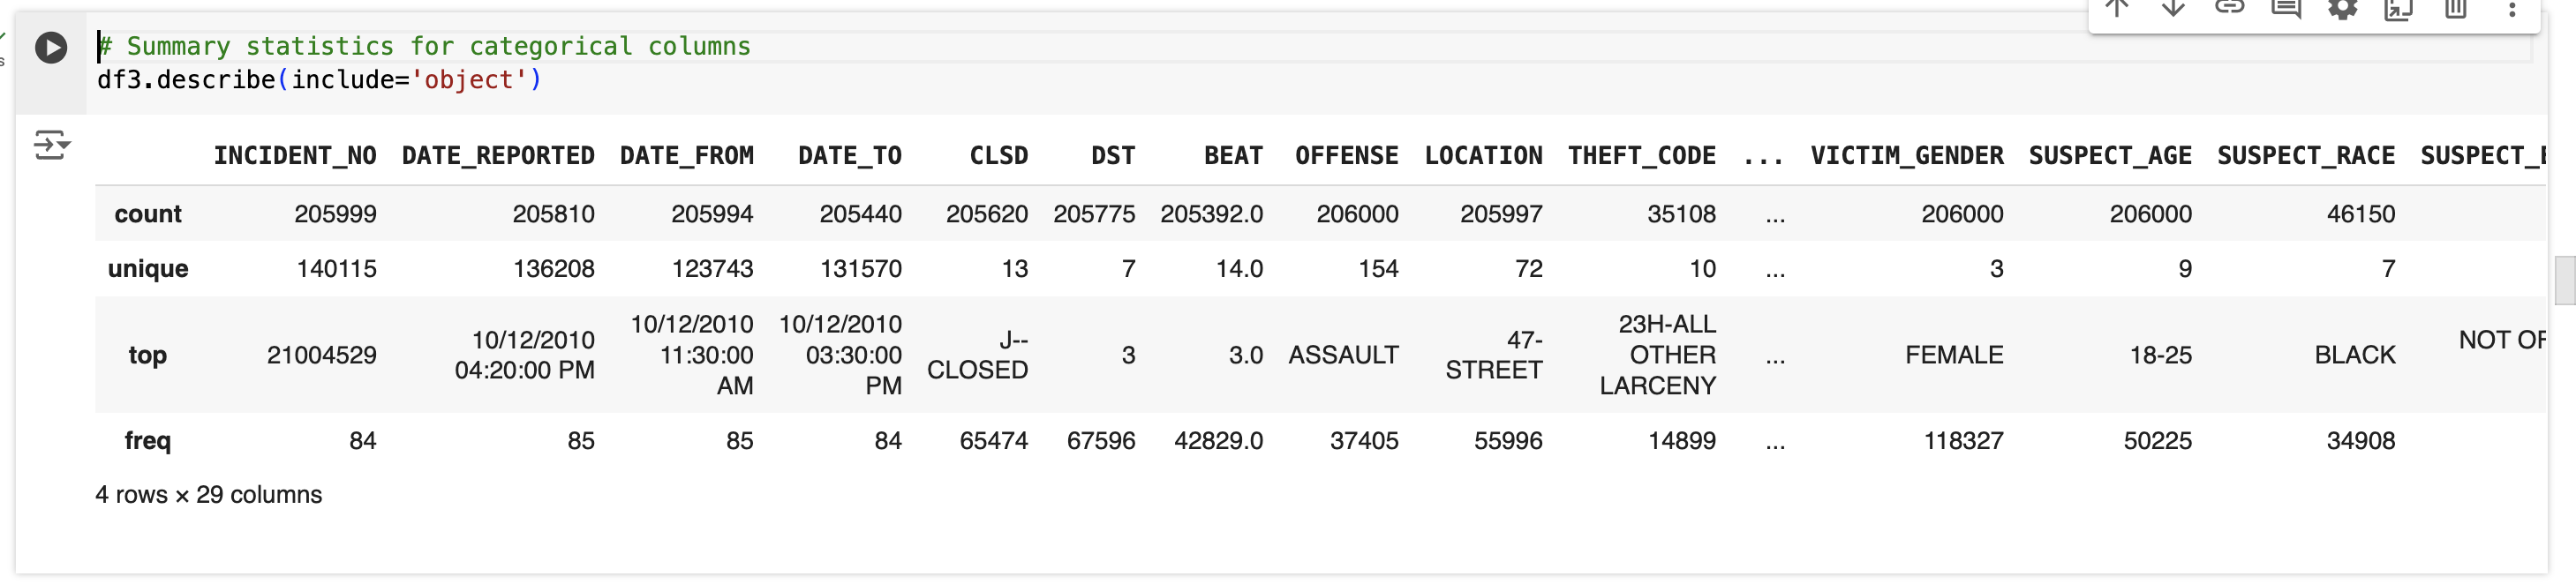 # Summary statistics for categorical columns
df3.describe(include='object')
INCIDENT_NO DATE_REPORTED DATE_FROM DATE_TO CLSD DST BEAT OFFENSE LOCATION THEFT_CODE ... VICTIM_GENDER SUSPECT_AGE SUSPECT_RACE SUSPECT_E
count 205999 205810 205994 205440 205620 205775 205392.0 206000 205997 35108 ... 206000 206000 46150
unique 140115 136208 123743 131570 13 7 14.0 154 72 10 ... 3 9 7
top 21004529 10/12/2010 04:20:00 PM 10/12/2010 11:30:00 AM 10/12/2010 03:30:00 PM J--CLOSED 3 3.0 ASSAULT 47-STREET 23H-ALL OTHER LARCENY ... FEMALE 18-25 BLACK NOT OF
freq 84 85 85 84 65474 67596 42829.0 37405 55996 14899 ... 118327 50225 34908
4 rows × 29 columns